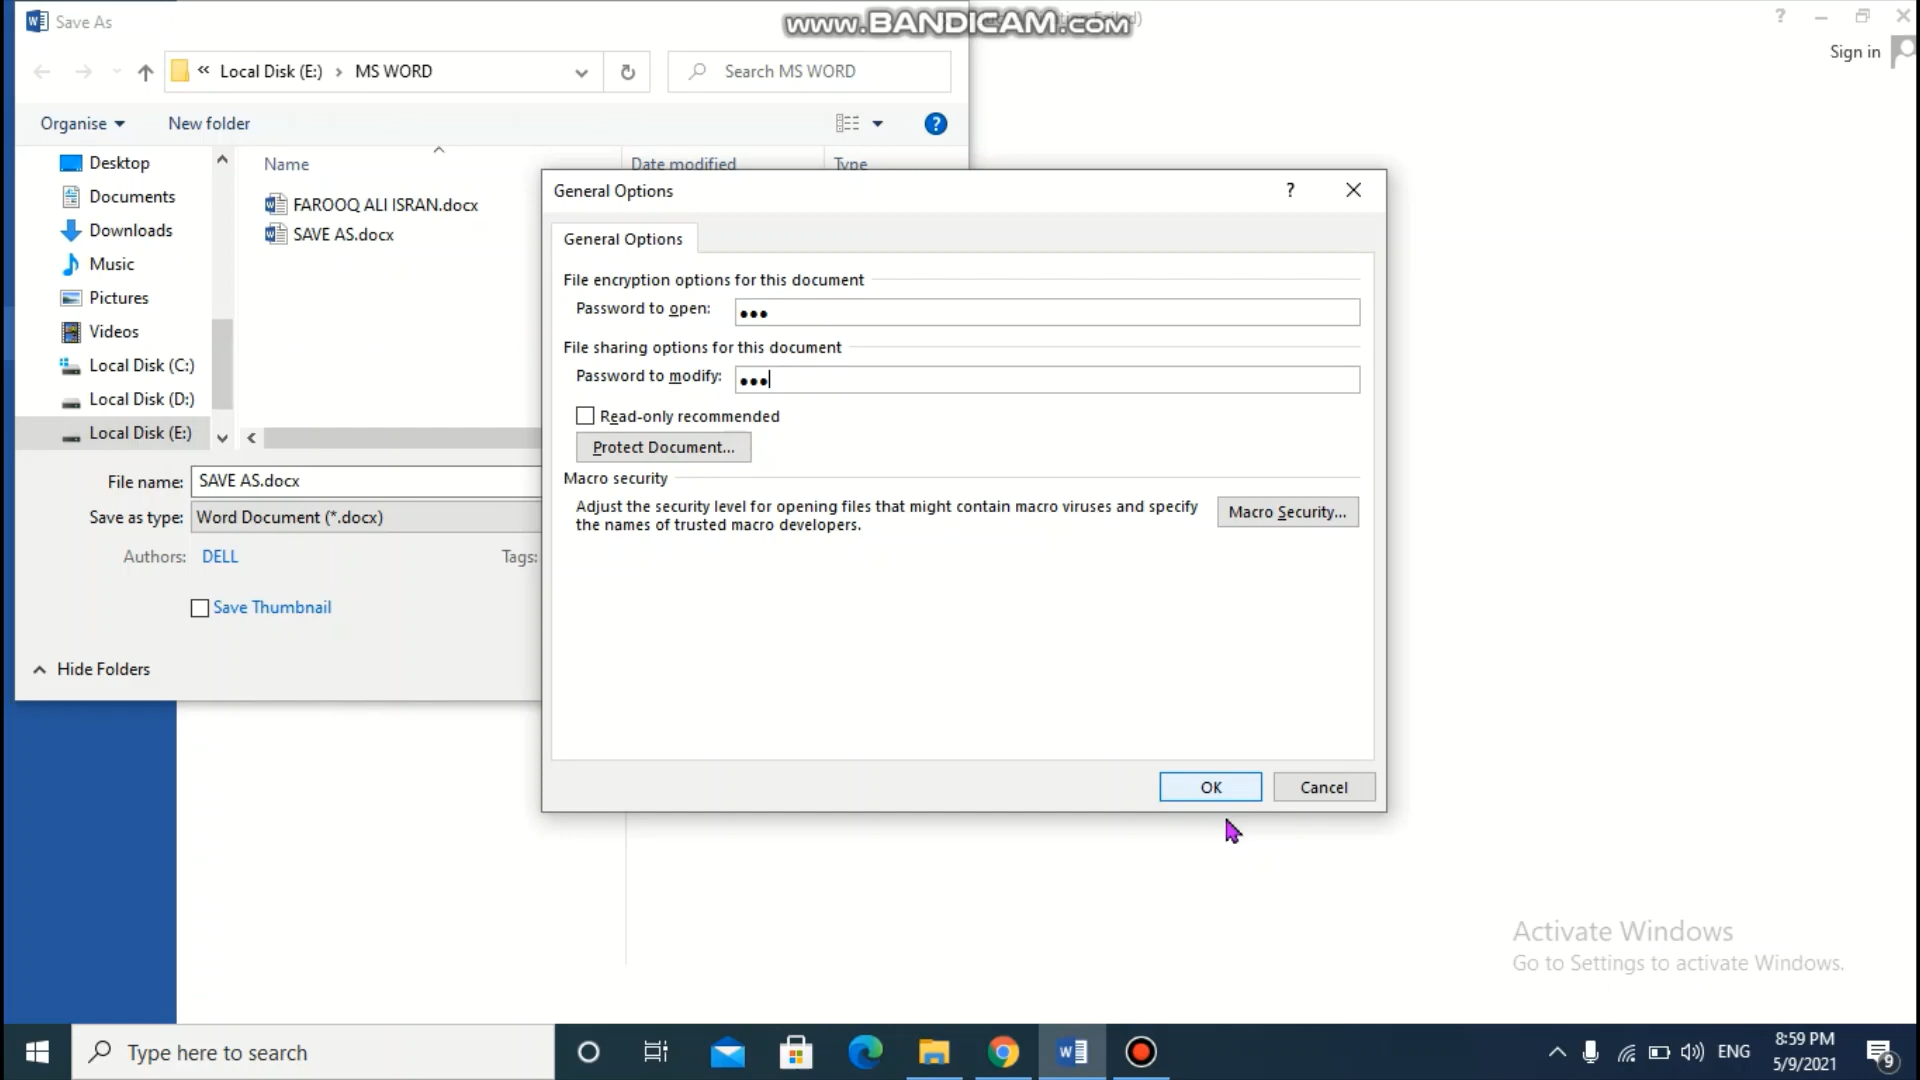 Save As
www.BANDICAM.com
Sign in
« Local Disk (E:) › MS WORD
Search MS WORD
Organise
New folder
Name
Date modified
Type
Desktop
Documents
Downloads
Music
Pictures
Videos
Local Disk (C:)
Local Disk (D:)
Local Disk (E:)
FAROOQ ALI ISRAN.docx
SAVE AS.docx
File name: SAVE AS.docx
Save as type: Word Document (*.docx)
Authors: DELL
Tags:
Save Thumbnail
Hide Folders
General Options
General Options
File encryption options for this document
Password to open:
File sharing options for this document
Password to modify:
Read-only recommended
Protect Document...
Macro security
Adjust the security level for opening files that might contain macro viruses and specify
the names of trusted macro developers.
Macro Security...
OK
Cancel
Activate Windows
Go to Settings to activate Windows.
Type here to search
ENG
8:59 PM
5/9/2021
9